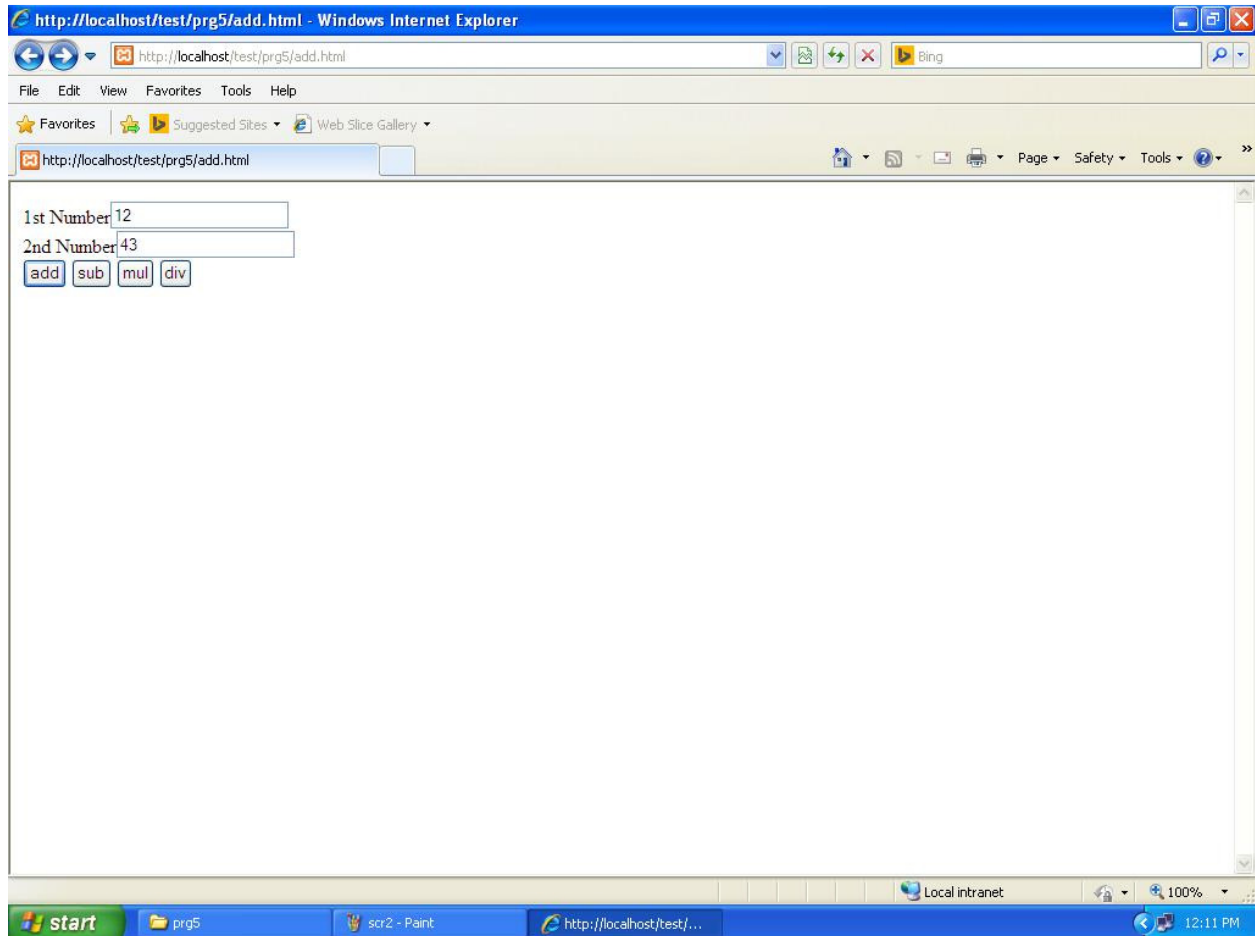 http://localhost/test/prg5/add.html - Windows Internet Explorer
http://localhost/test/prg5/add.html
Bing
File Edit View Favorites Tools Help
Favorites Suggested Sites Web Slice Gallery
http://localhost/test/prg5/add.html
Page Safety Tools
1st Number 12
2nd Number 43
add sub mul div
Local intranet 100%
start prg5 scr2 - Paint http://localhost/test/... 12:11 PM